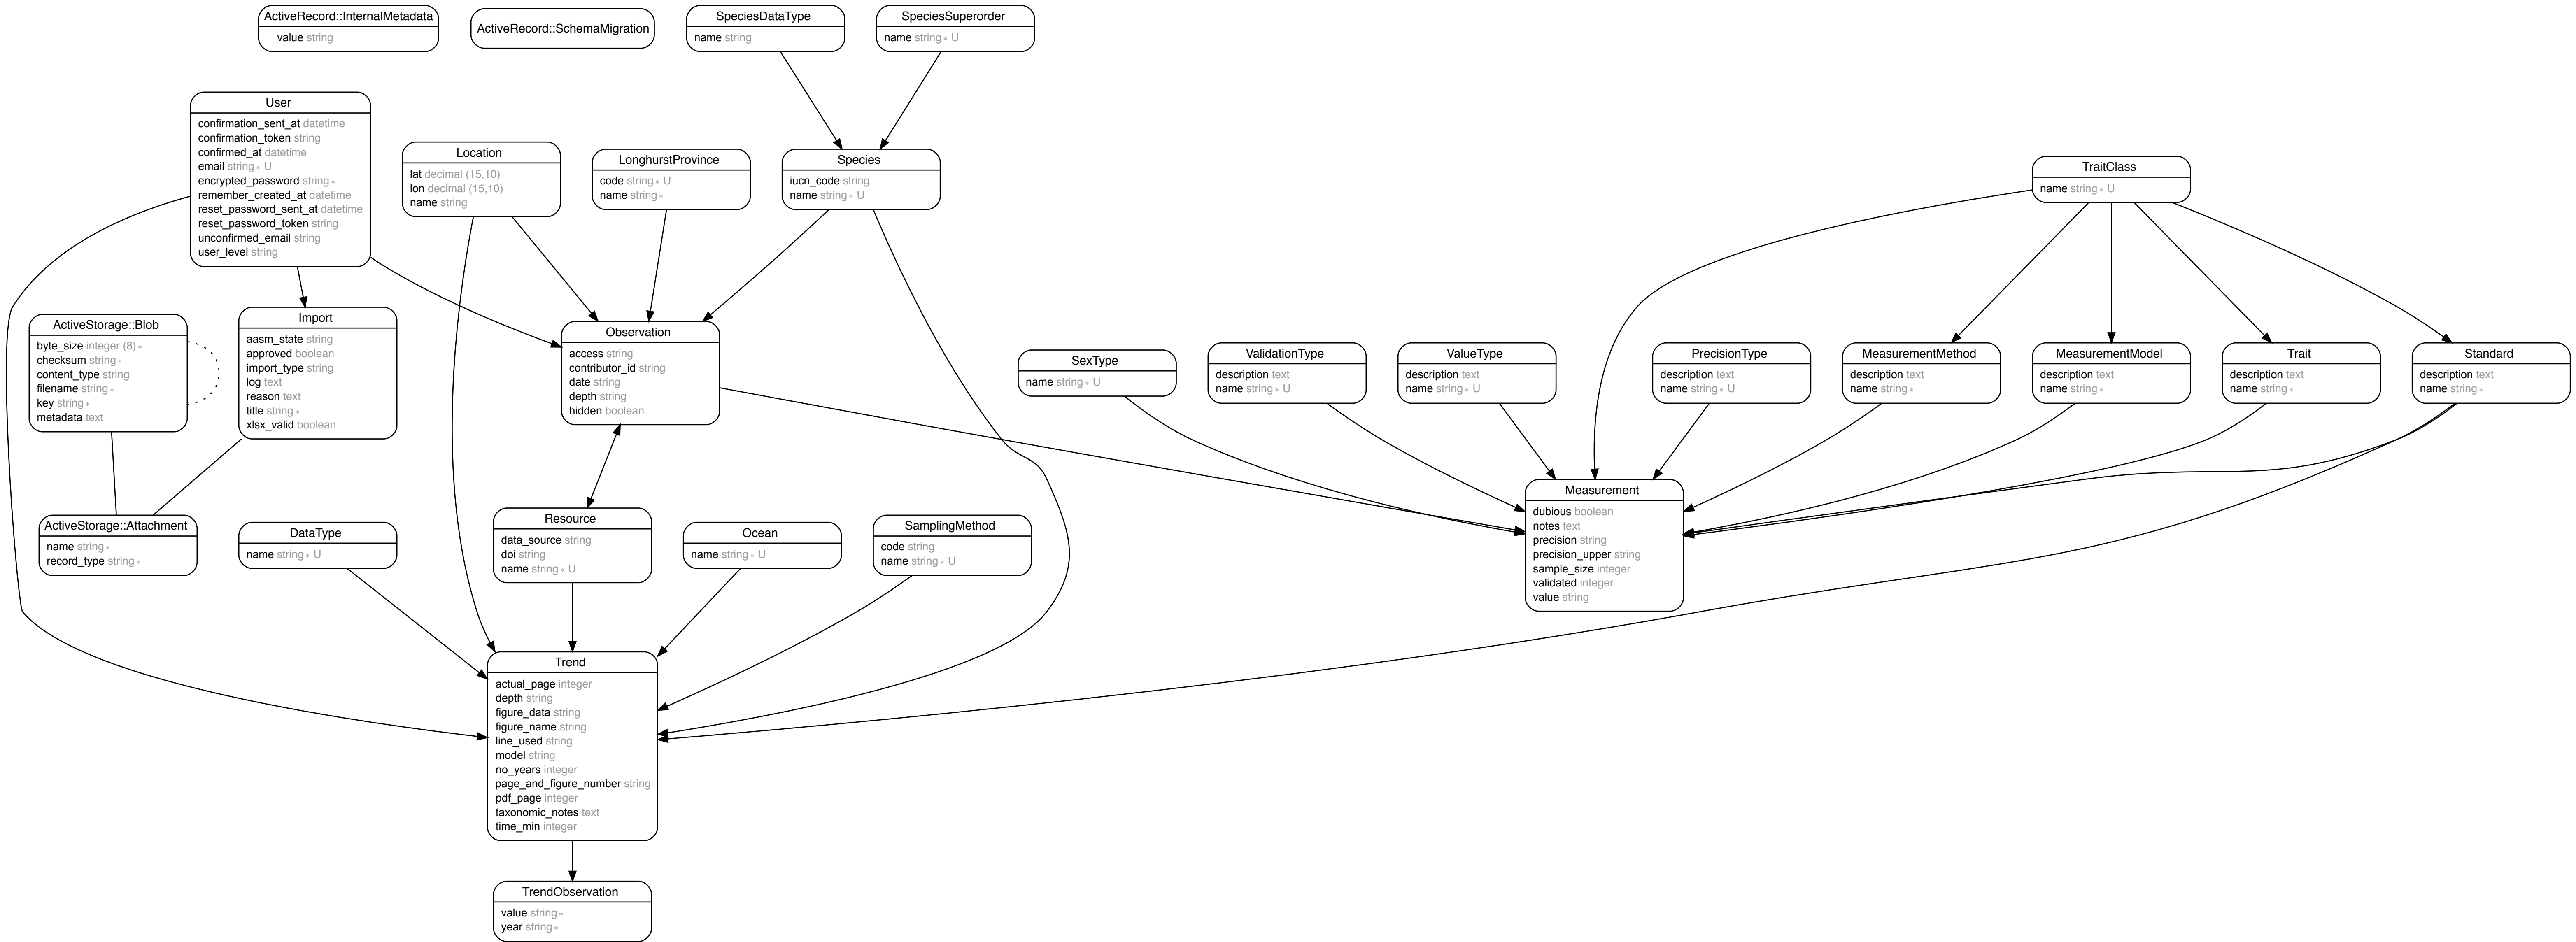 ActiveRecord::InternalMetadata
value string
ActiveRecord::SchemaMigration
SpeciesDataType
name string
SpeciesSuperorder
name string * U
User
confirmation_sent_at datetime
confirmation_token string
confirmed_at datetime
email string * U
encrypted_password string *
remember_created_at datetime
reset_password_sent_at datetime
reset_password_token string
unconfirmed_email string
user_level string
Location
lat decimal (15,10)
lon decimal (15,10)
name string
LonghurstProvince
code string * U
name string *
Species
iucn_code string
name string * U
TraitClass
name string * U
ActiveStorage::Blob
byte_size integer (8) *
checksum string *
content_type string
filename string *
key string *
metadata text
Import
aasm_state string
approved boolean
import_type string
log text
reason text
title string *
xlsx_valid boolean
Observation
access string
contributor_id string
date string
depth string
hidden boolean
SexType
name string * U
ValidationType
description text
name string * U
ValueType
description text
name string * U
PrecisionType
description text
name string * U
MeasurementMethod
description text
name string *
MeasurementModel
description text
name string *
Trait
description text
name string *
Standard
description text
name string *
ActiveStorage::Attachment
name string *
record_type string *
DataType
name string * U
Resource
data_source string
doi string
name string * U
Ocean
name string * U
SamplingMethod
code string
name string * U
Measurement
dubious boolean
notes text
precision string
precision_upper string
sample_size integer
validated integer
value string
Trend
actual_page integer
depth string
figure_data string
figure_name string
line_used string
model string
no_years integer
page_and_figure_number string
pdf_page integer
taxonomic_notes text
time_min integer
TrendObservation
value string *
year string *